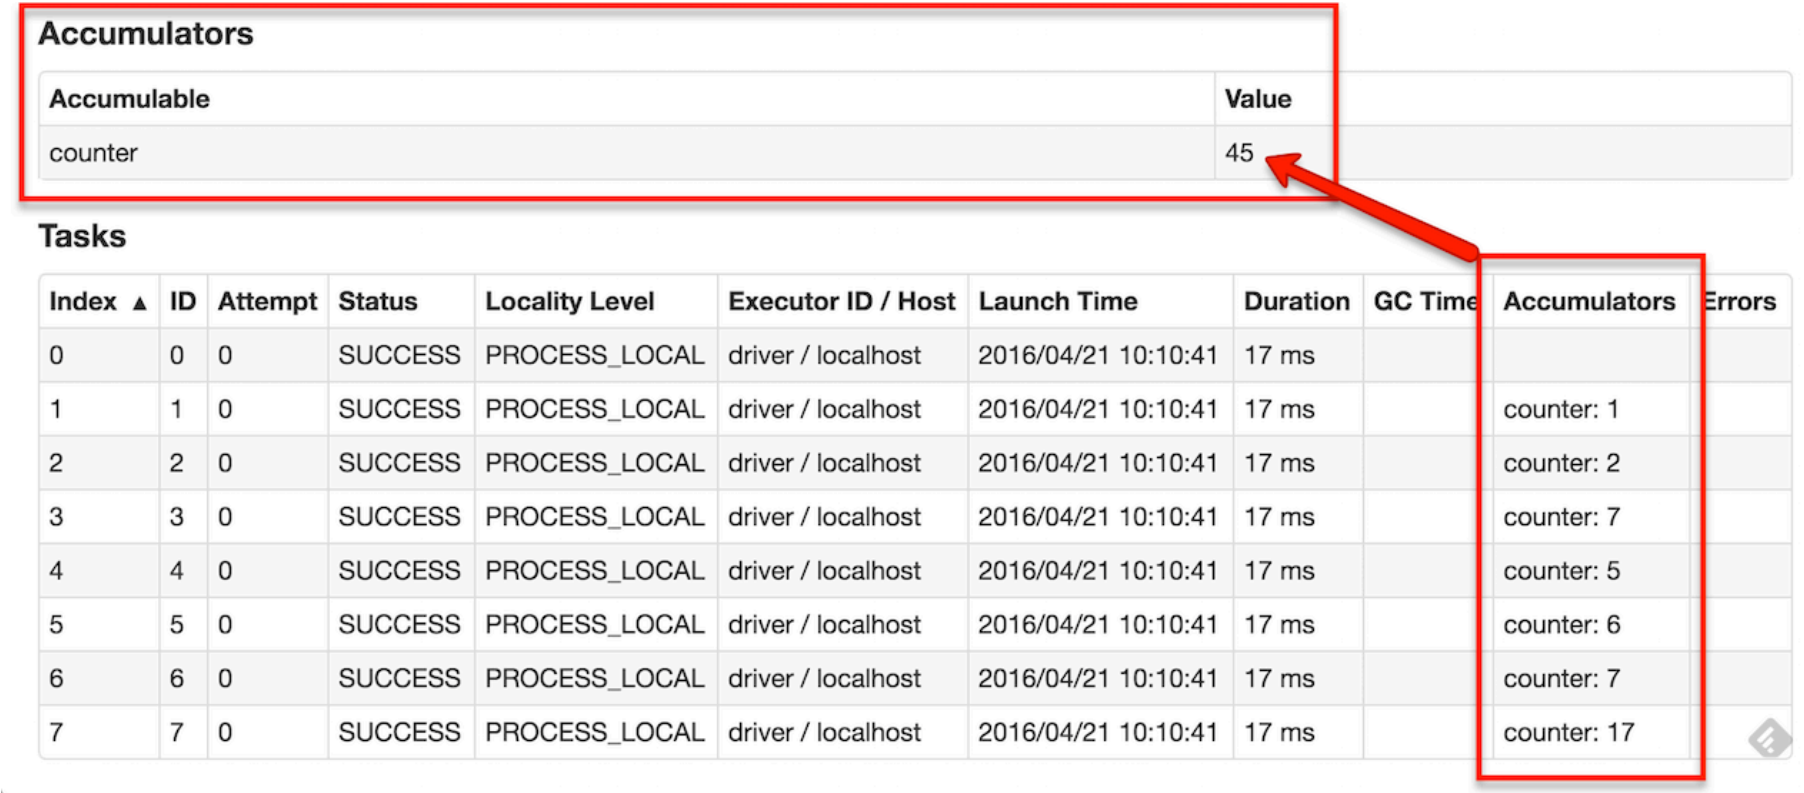 Accumulators
Accumulable Value
counter 45
Tasks
Index ▲ ID Attempt Status Locality Level Executor ID / Host Launch Time Duration GC Time Accumulators Errors
0 0 0 SUCCESS PROCESS_LOCAL driver / localhost 2016/04/21 10:10:41 17 ms
1 1 0 SUCCESS PROCESS_LOCAL driver / localhost 2016/04/21 10:10:41 17 ms counter: 1
2 2 0 SUCCESS PROCESS_LOCAL driver / localhost 2016/04/21 10:10:41 17 ms counter: 2
3 3 0 SUCCESS PROCESS_LOCAL driver / localhost 2016/04/21 10:10:41 17 ms counter: 7
4 4 0 SUCCESS PROCESS_LOCAL driver / localhost 2016/04/21 10:10:41 17 ms counter: 5
5 5 0 SUCCESS PROCESS_LOCAL driver / localhost 2016/04/21 10:10:41 17 ms counter: 6
6 6 0 SUCCESS PROCESS_LOCAL driver / localhost 2016/04/21 10:10:41 17 ms counter: 7
7 7 0 SUCCESS PROCESS_LOCAL driver / localhost 2016/04/21 10:10:41 17 ms counter: 17